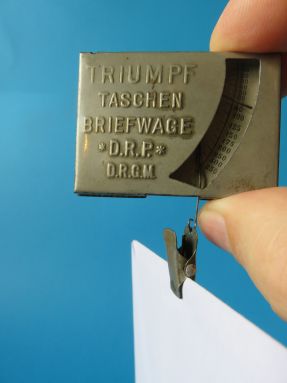 TRIUMPF
TASCHEN
BRIEFWAGE
*D.R.P.*
D.R.G.M.